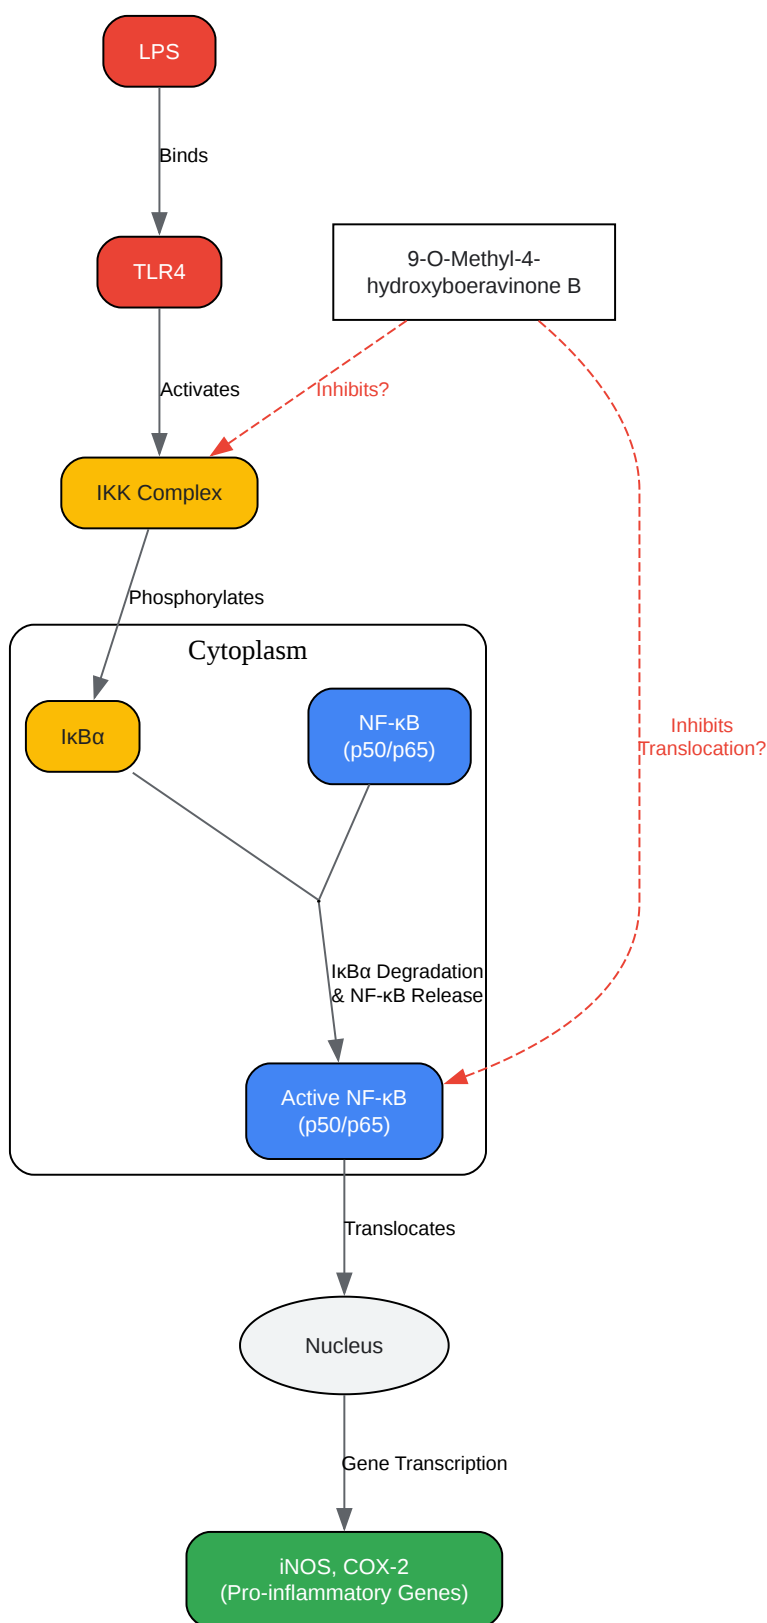 LPS
Binds
TLR4
9-O-Methyl-4-
hydroxyboeravinone B
Activates
Inhibits?
IKK Complex
Phosphorylates
Cytoplasm
IκBα
NF-κB
(p50/p65)
Inhibits
Translocation?
IκBα Degradation
& NF-κB Release
Active NF-κB
(p50/p65)
Translocates
Nucleus
Gene Transcription
iNOS, COX-2
(Pro-inflammatory Genes)